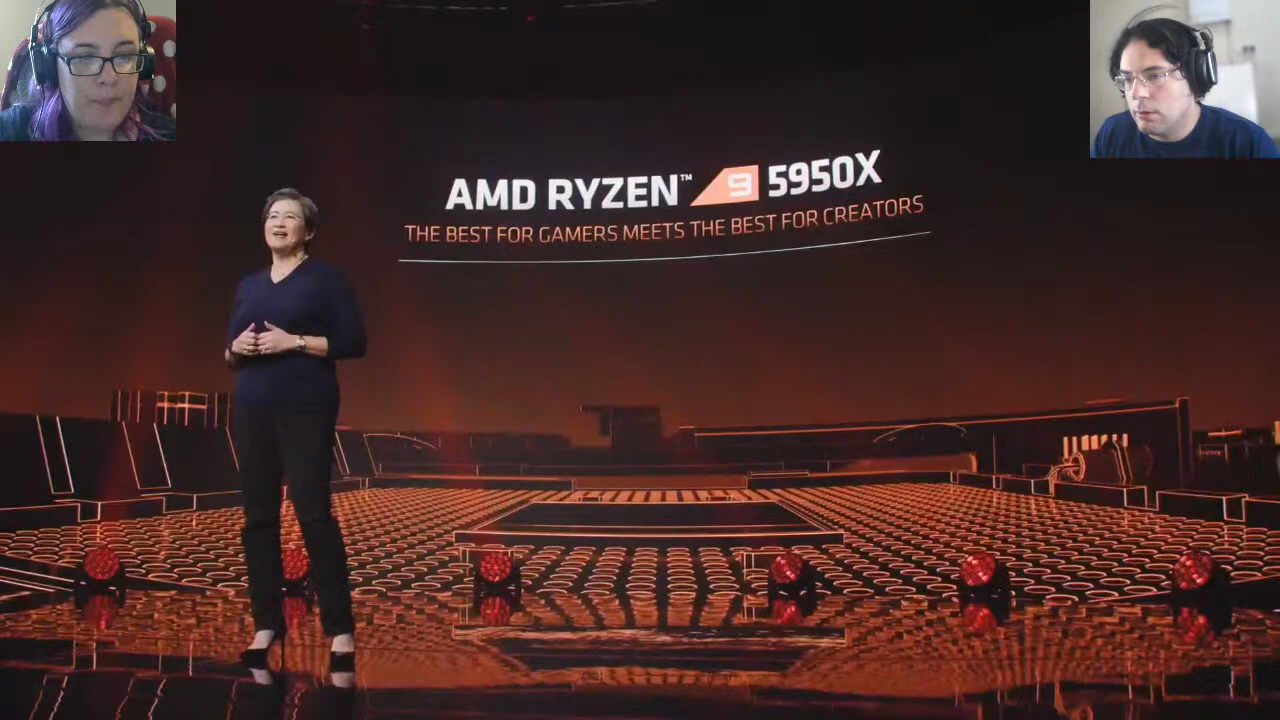 AMD RYZEN™ 9 5950X
THE BEST FOR GAMERS MEETS THE BEST FOR CREATORS